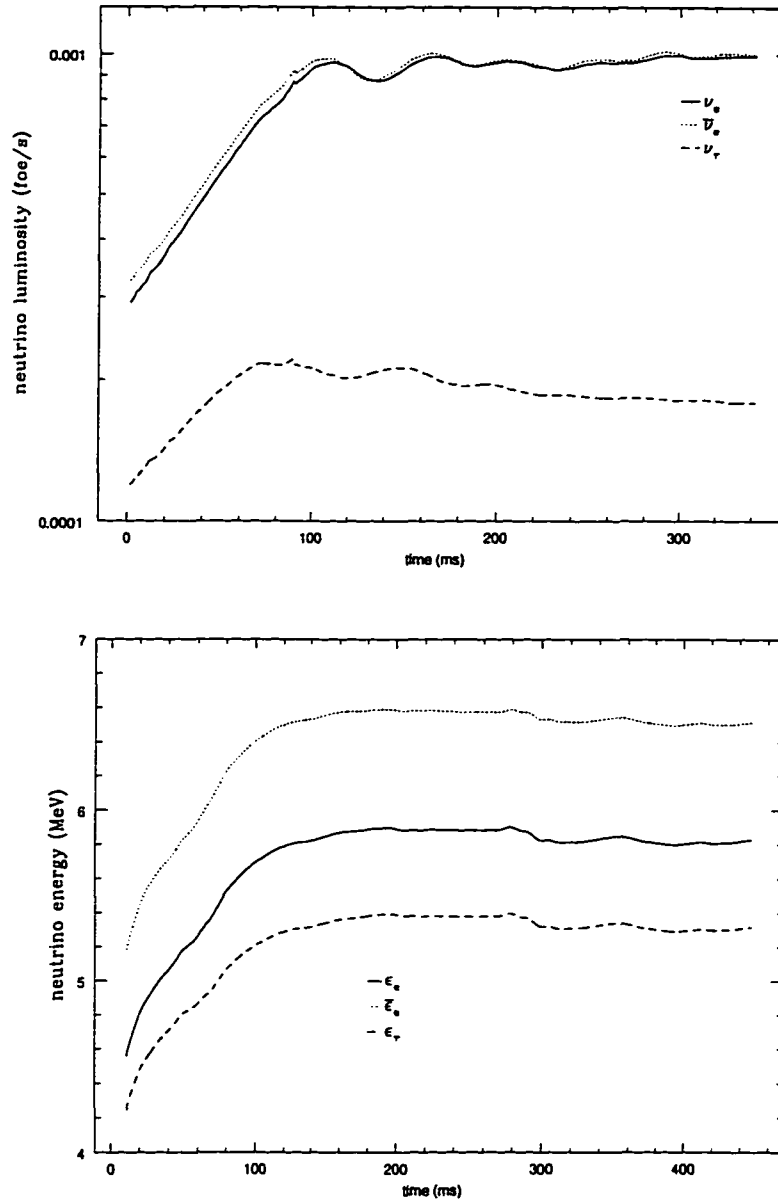 neutrino luminosity (foe/s)
0.001
0.0001
ν_e
ν̅_e
ν_τ
0 100 200 300
time (ms)
neutrino energy (MeV)
7
6
5
4
ϵ_e
ϵ̅_e
ϵ_τ
0 100 200 300 400
time (ms)